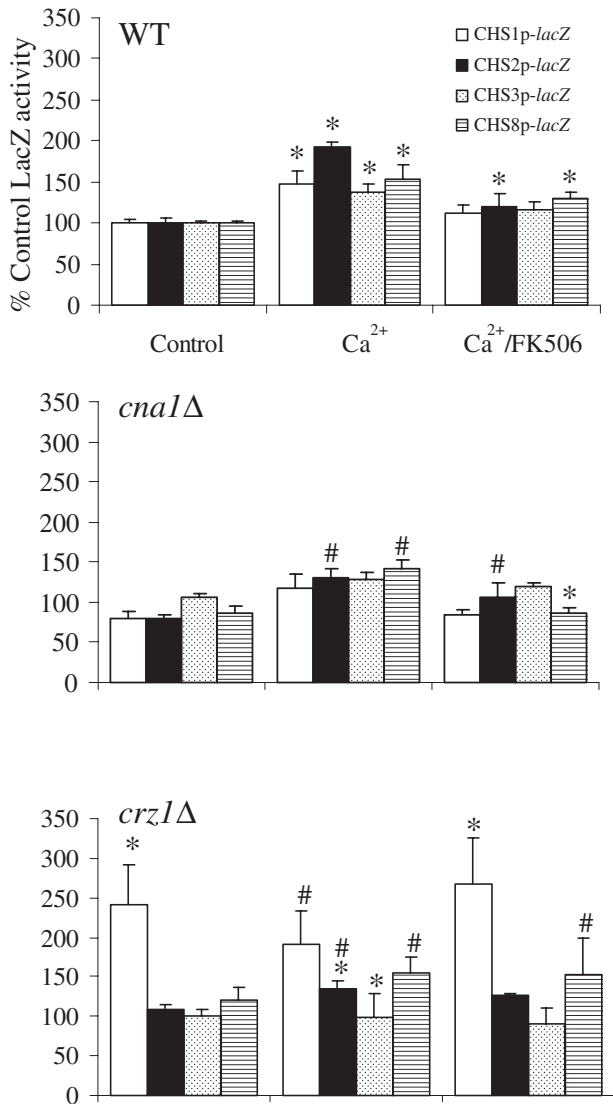 % Control LacZ activity
WT
CHS1p-lacZ
CHS2p-lacZ
CHS3p-lacZ
CHS8p-lacZ
350
300
250
200
150
100
50
0
* * * *
* *
Control Ca²⁺ Ca²⁺/FK506
cna1Δ
350
300
250
200
150
100
50
0
# #
# *
crz1Δ
350
300
250
200
150
100
50
0
*
# # * * #
* #